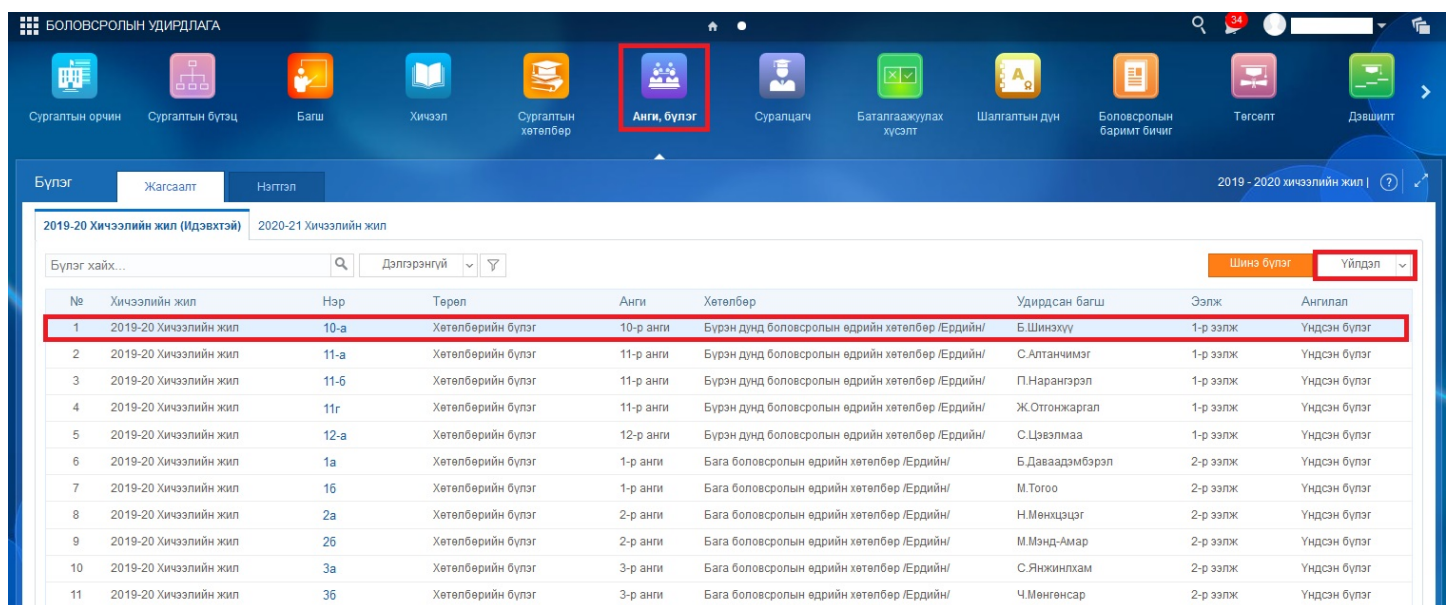 БОЛОВСРОЛЫН УДИРДЛАГА 34
Сургалтын орчин Сургалтын бүтэц Багш Хичээл Сургалтын хөтөлбөр Анги, бүлэг Суралцагч Баталгаажуулах хүсэлт Шалгалтын дүн Боловсролын баримт бичиг Төгсөлт Дэвшилт
Бүлэг Жагсаалт Нэгтгэл 2019 - 2020 хичээлийн жил |
2019-20 Хичээлийн жил (Идэвхтэй) 2020-21 Хичээлийн жил
Бүлэг хайх... Дэлгэрэнгүй Шинэ бүлэг Үйлдэл
№ Хичээлийн жил Нэр Төрөл Анги Хөтөлбөр Удирдсан багш Ээлж Ангилал
1 2019-20 Хичээлийн жил 10-а Хөтөлбөрийн бүлэг 10-р анги Бүрэн дунд боловсролын өдрийн хөтөлбөр /Ердийн/ Б.Шинэхүү 1-р ээлж Үндсэн бүлэг
2 2019-20 Хичээлийн жил 11-а Хөтөлбөрийн бүлэг 11-р анги Бүрэн дунд боловсролын өдрийн хөтөлбөр /Ердийн/ С.Алтанчимэг 1-р ээлж Үндсэн бүлэг
3 2019-20 Хичээлийн жил 11-б Хөтөлбөрийн бүлэг 11-р анги Бүрэн дунд боловсролын өдрийн хөтөлбөр /Ердийн/ П.Нарангэрэл 1-р ээлж Үндсэн бүлэг
4 2019-20 Хичээлийн жил 11г Хөтөлбөрийн бүлэг 11-р анги Бүрэн дунд боловсролын өдрийн хөтөлбөр /Ердийн/ Ж.Отгонжаргал 1-р ээлж Үндсэн бүлэг
5 2019-20 Хичээлийн жил 12-а Хөтөлбөрийн бүлэг 12-р анги Бүрэн дунд боловсролын өдрийн хөтөлбөр /Ердийн/ С.Цэвэлмаа 1-р ээлж Үндсэн бүлэг
6 2019-20 Хичээлийн жил 1а Хөтөлбөрийн бүлэг 1-р анги Бага боловсролын өдрийн хөтөлбөр /Ердийн/ Б.Даваадэмбэрэл 2-р ээлж Үндсэн бүлэг
7 2019-20 Хичээлийн жил 1б Хөтөлбөрийн бүлэг 1-р анги Бага боловсролын өдрийн хөтөлбөр /Ердийн/ М.Тогоо 2-р ээлж Үндсэн бүлэг
8 2019-20 Хичээлийн жил 2а Хөтөлбөрийн бүлэг 2-р анги Бага боловсролын өдрийн хөтөлбөр /Ердийн/ Н.Мөнхцэцэг 2-р ээлж Үндсэн бүлэг
9 2019-20 Хичээлийн жил 2б Хөтөлбөрийн бүлэг 2-р анги Бага боловсролын өдрийн хөтөлбөр /Ердийн/ М.Мэнд-Амар 2-р ээлж Үндсэн бүлэг
10 2019-20 Хичээлийн жил 3а Хөтөлбөрийн бүлэг 3-р анги Бага боловсролын өдрийн хөтөлбөр /Ердийн/ С.Янжинлхам 2-р ээлж Үндсэн бүлэг
11 2019-20 Хичээлийн жил 3б Хөтөлбөрийн бүлэг 3-р анги Бага боловсролын өдрийн хөтөлбөр /Ердийн/ Ч.Мөнгөнсар 2-р ээлж Үндсэн бүлэг